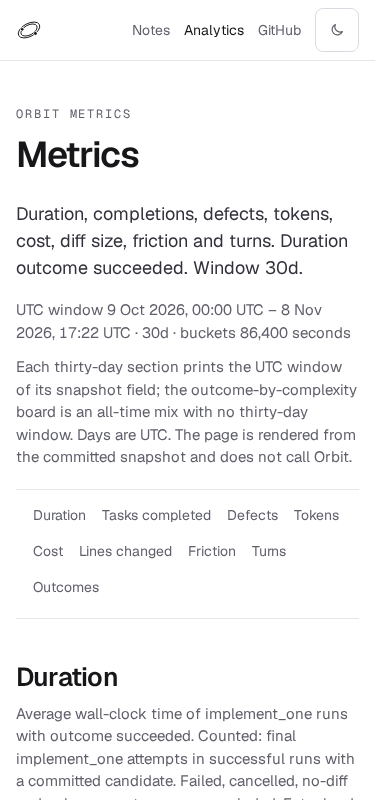 Notes Analytics GitHub
ORBIT METRICS
Metrics
Duration, completions, defects, tokens,
cost, diff size, friction and turns. Duration
outcome succeeded. Window 30d.
UTC window 9 Oct 2026, 00:00 UTC – 8 Nov
2026, 17:22 UTC · 30d · buckets 86,400 seconds
Each thirty-day section prints the UTC window
of its snapshot field; the outcome-by-complexity
board is an all-time mix with no thirty-day
window. Days are UTC. The page is rendered from
the committed snapshot and does not call Orbit.
Duration Tasks completed Defects Tokens
Cost Lines changed Friction Turns
Outcomes
Duration
Average wall-clock time of implement_one runs
with outcome succeeded. Counted: final
implement_one attempts in successful runs with
a committed candidate. Failed, cancelled, no-diff